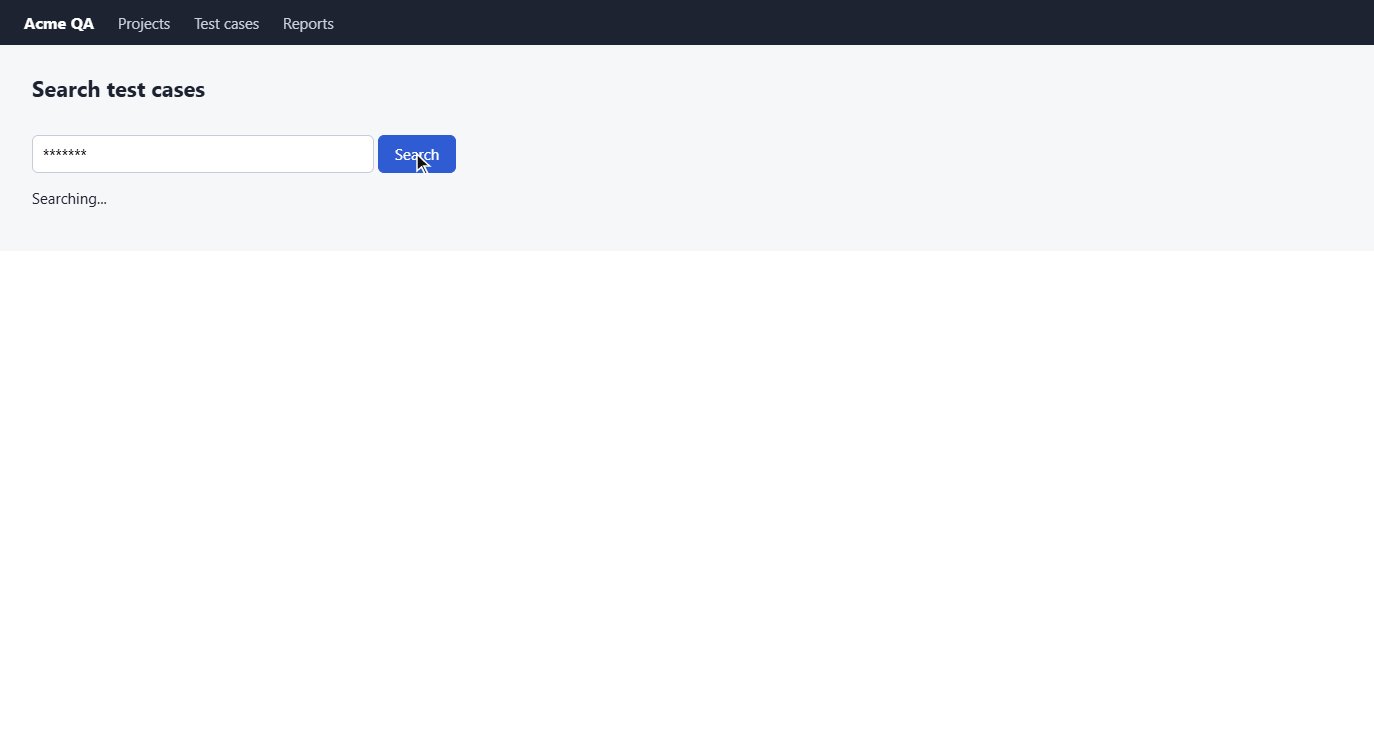 Acme QA Projects Test cases Reports
Search test cases
******* Search
Searching...